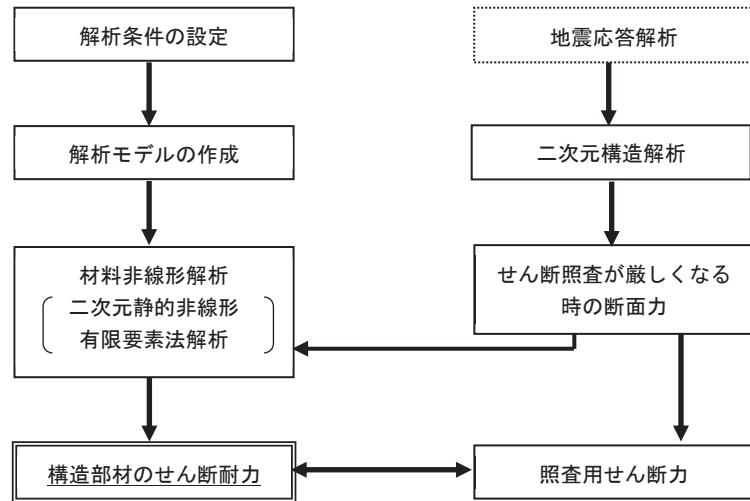 解析条件の設定
地震応答解析
解析モデルの作成
二次元構造解析
材料非線形解析
二次元静的非線形
有限要素法解析
せん断照査が厳しくなる
時の断面力
構造部材のせん断耐力
照査用せん断力